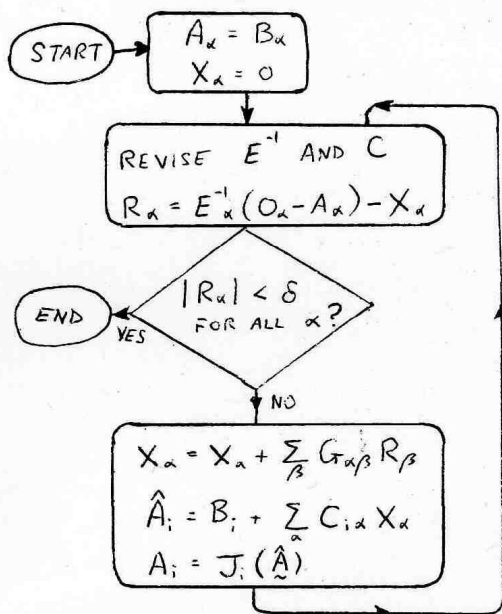 START
A_α = B_α
X_α = 0
REVISE E⁻¹ AND C
R_α = E⁻¹_α (O_α - A_α) - X_α
|R_α| < δ
FOR ALL α?
END
YES
NO
X_α = X_α + Σ_β G_αβ R_β
Â_i = B_i + Σ_α C_iα X_α
A_i = J_i (Â)